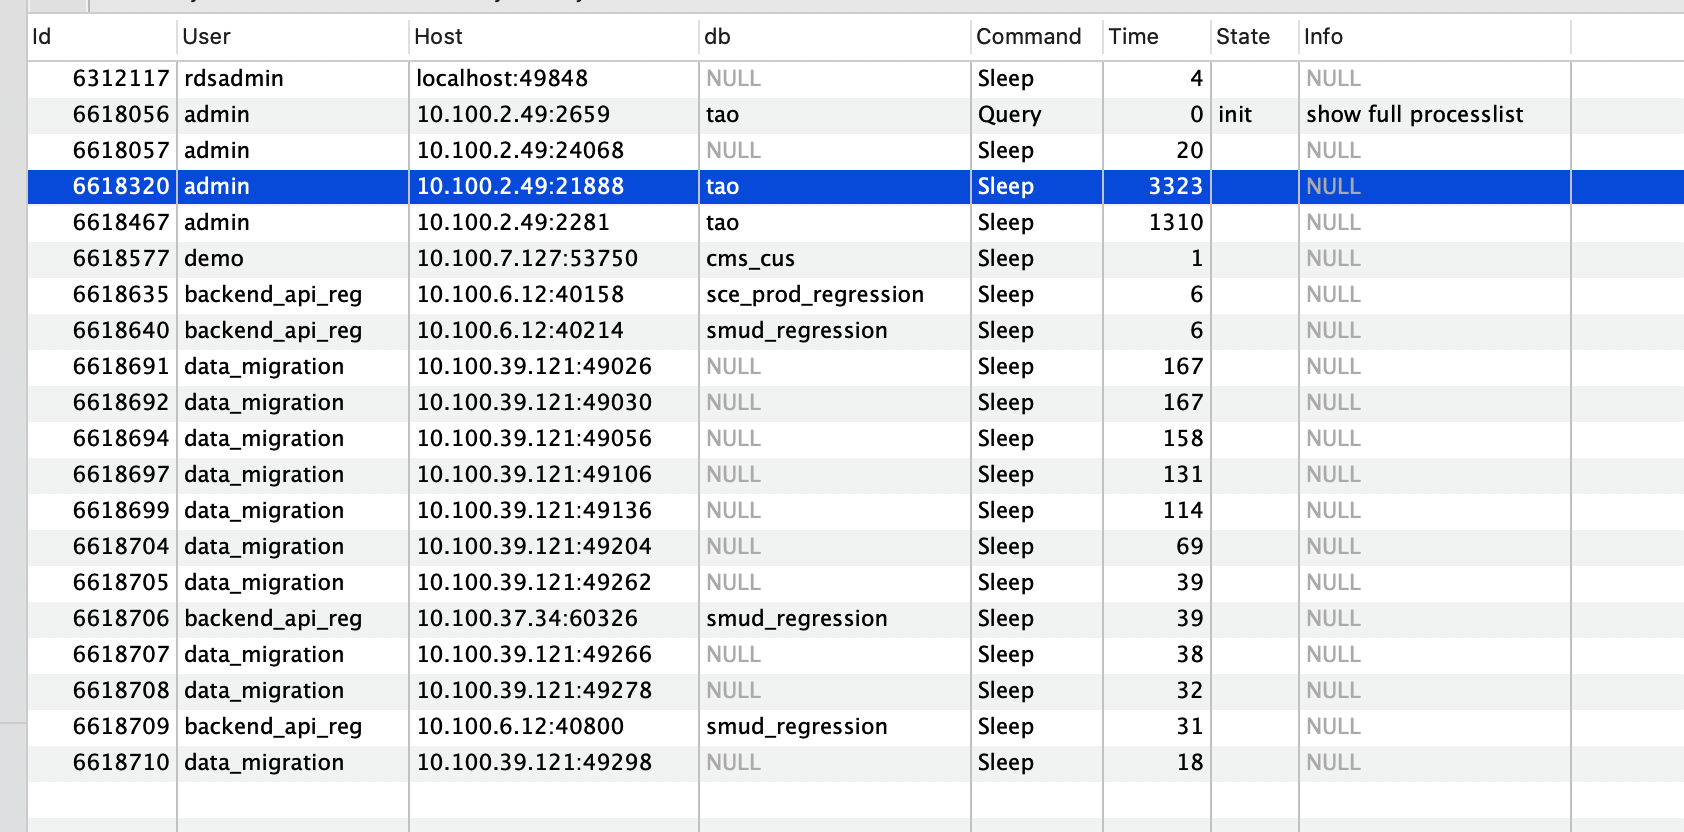 Id User Host db Command Time State Info
6312117 rdsadmin localhost:49848 NULL Sleep 4 NULL
6618056 admin 10.100.2.49:2659 tao Query 0 init show full processlist
6618057 admin 10.100.2.49:24068 NULL Sleep 20 NULL
6618320 admin 10.100.2.49:21888 tao Sleep 3323 NULL
6618467 admin 10.100.2.49:2281 tao Sleep 1310 NULL
6618577 demo 10.100.7.127:53750 cms_cus Sleep 1 NULL
6618635 backend_api_reg 10.100.6.12:40158 sce_prod_regression Sleep 6 NULL
6618640 backend_api_reg 10.100.6.12:40214 smud_regression Sleep 6 NULL
6618691 data_migration 10.100.39.121:49026 NULL Sleep 167 NULL
6618692 data_migration 10.100.39.121:49030 NULL Sleep 167 NULL
6618694 data_migration 10.100.39.121:49056 NULL Sleep 158 NULL
6618697 data_migration 10.100.39.121:49106 NULL Sleep 131 NULL
6618699 data_migration 10.100.39.121:49136 NULL Sleep 114 NULL
6618704 data_migration 10.100.39.121:49204 NULL Sleep 69 NULL
6618705 data_migration 10.100.39.121:49262 NULL Sleep 39 NULL
6618706 backend_api_reg 10.100.37.34:60326 smud_regression Sleep 39 NULL
6618707 data_migration 10.100.39.121:49266 NULL Sleep 38 NULL
6618708 data_migration 10.100.39.121:49278 NULL Sleep 32 NULL
6618709 backend_api_reg 10.100.6.12:40800 smud_regression Sleep 31 NULL
6618710 data_migration 10.100.39.121:49298 NULL Sleep 18 NULL